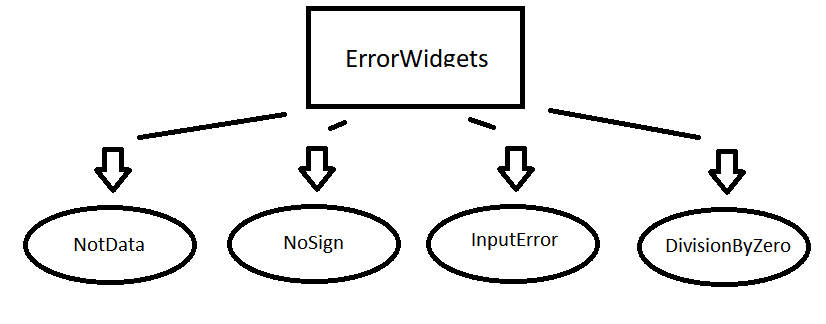 ErrorWidgets
NotData
NoSign
InputError
DivisionByZero